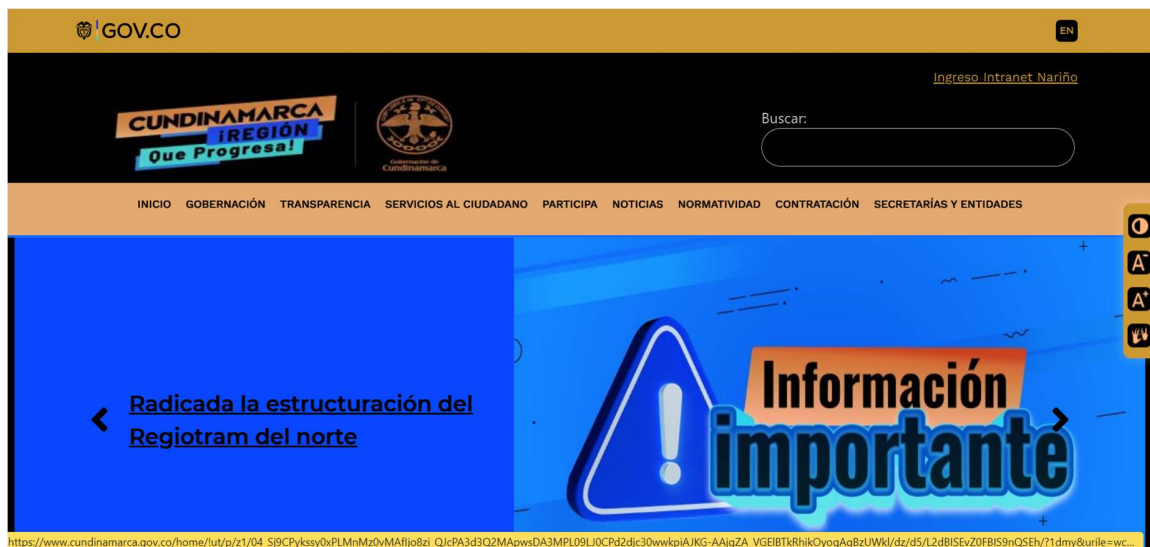 GOV.CO
EN
Ingreso Intranet Nariño
CUNDINAMARCA
¡REGIÓN
Que Progresa!
Gobernación de
Cundinamarca
Buscar:
INICIO GOBERNACIÓN TRANSPARENCIA SERVICIOS AL CIUDADANO PARTICIPA NOTICIAS NORMATIVIDAD CONTRATACIÓN SECRETARÍAS Y ENTIDADES
A-
A+
Radicada la estructuración del
Regiotram del norte
Información
importante